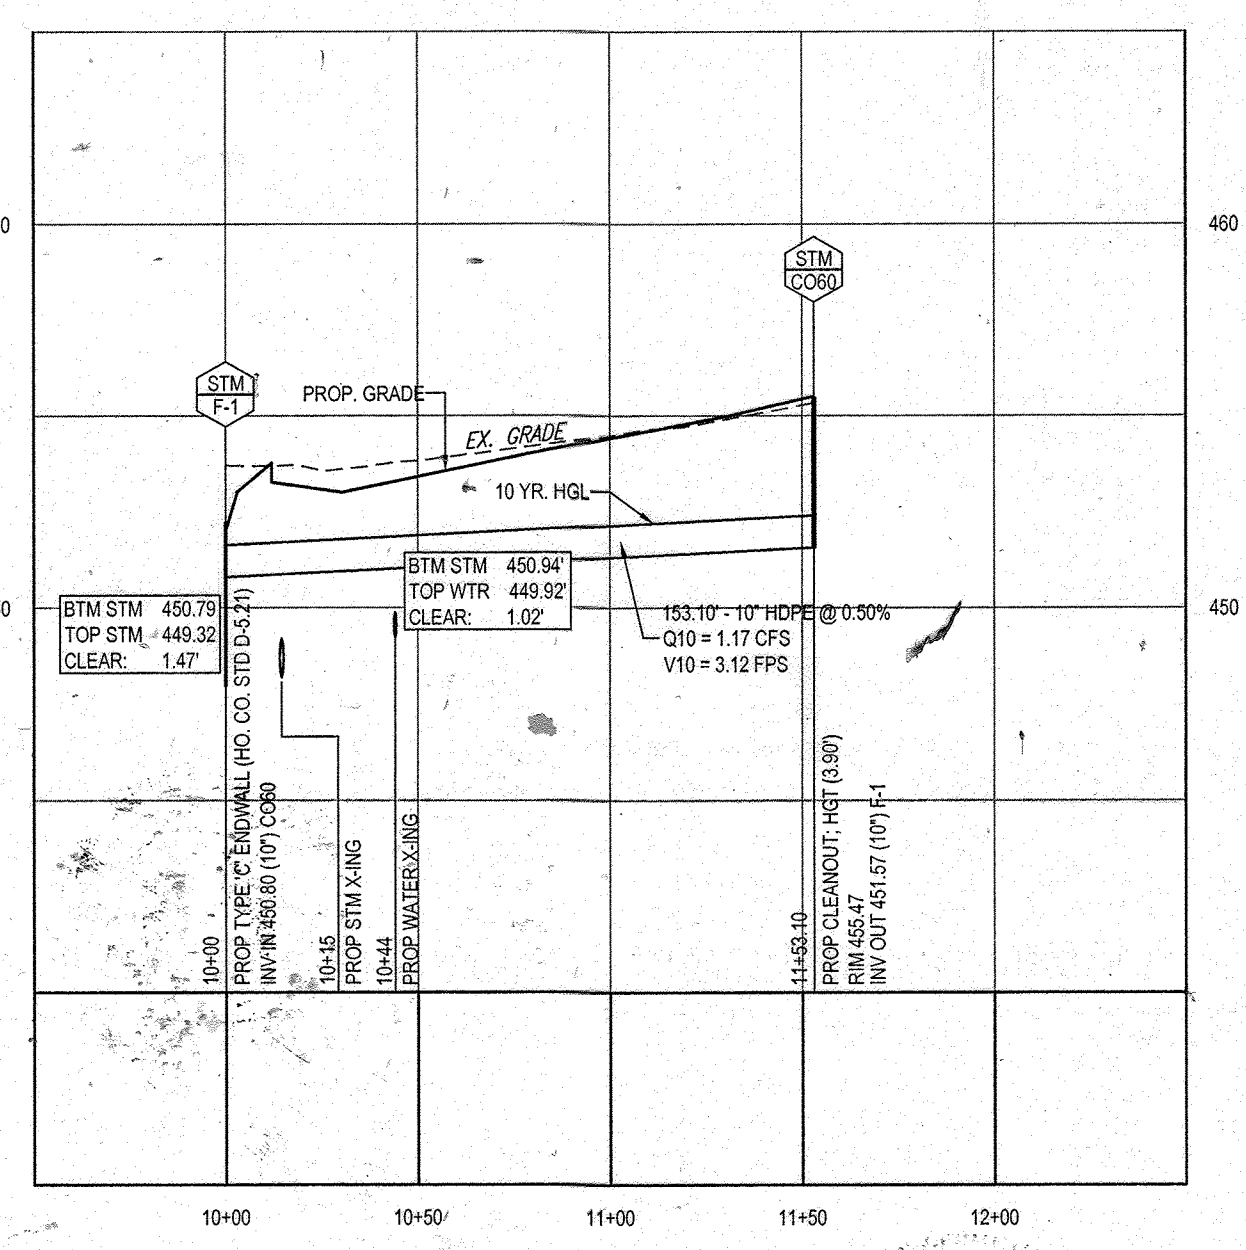 0
460
STM
CO60
STM
F-1
PROP. GRADE
EX. GRADE
10 YR. HGL
BTM STM 450.94'
TOP WTR 449.92'
CLEAR: 1.02'
BTM STM 450.79
TOP STM 449.32
CLEAR: 1.47'
50
450
153.10' - 10" HDPE @ 0.50%
Q10 = 1.17 CFS
V10 = 3.12 FPS
10+00
PROP TYPE 'C' ENDWALL (HO. CO. STD D-5.21)
INV IN 450.80 (10") CO60
10+15
PROP STM X-ING
10+44
PROP WATER X-ING
11+53.10
PROP CLEANOUT; HGT (3.90')
RIM 455.47
INV OUT 451.57 (10") F-1
10+00
10+50
11+00
11+50
12+00